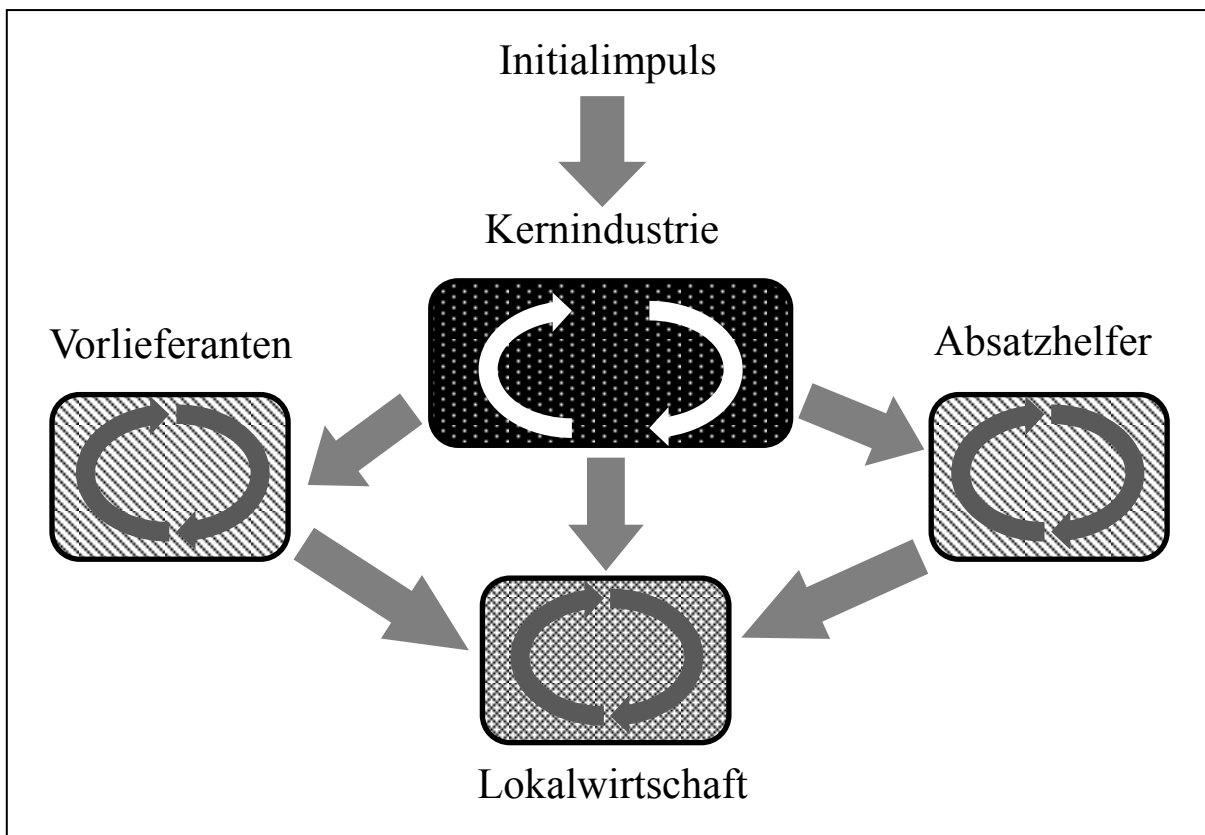 Initialimpuls
Kernindustrie
Vorlieferanten
Absatzhelfer
Lokalwirtschaft